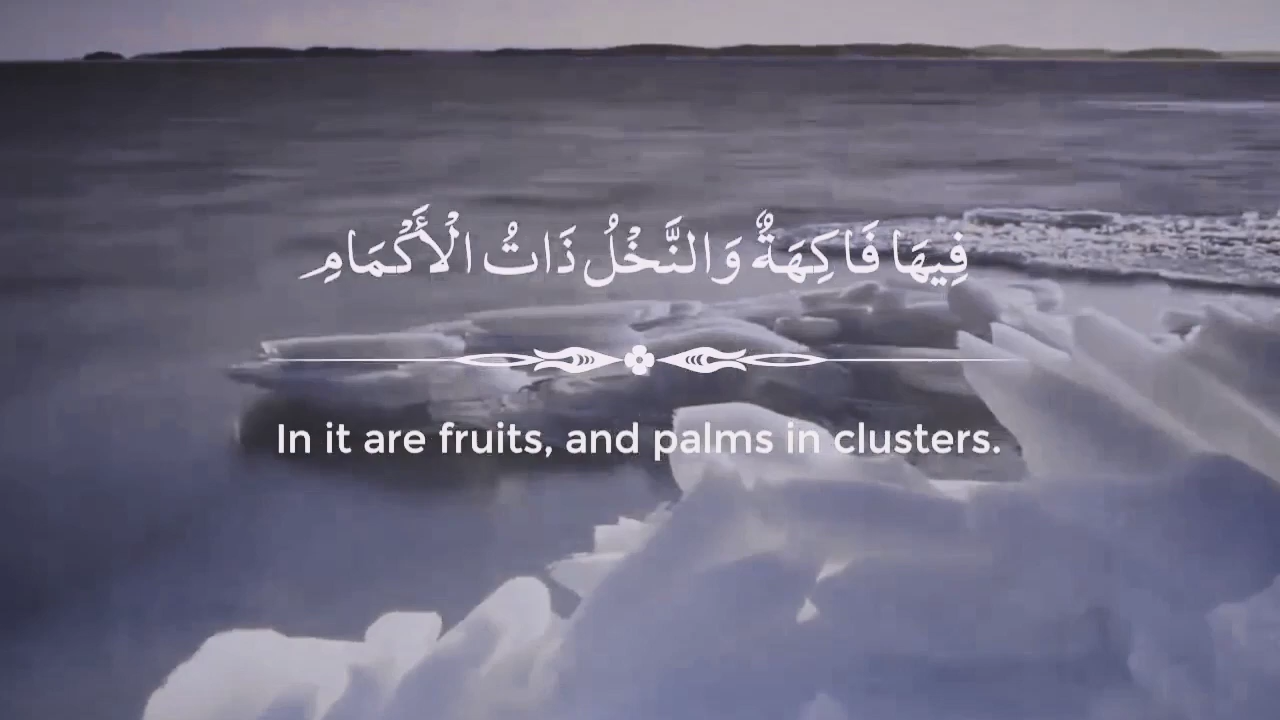 فِيهَا فَاكِهَةٌ وَالنَّخْلُ ذَاتُ الْأَكْمَامِ
In it are fruits, and palms in clusters.